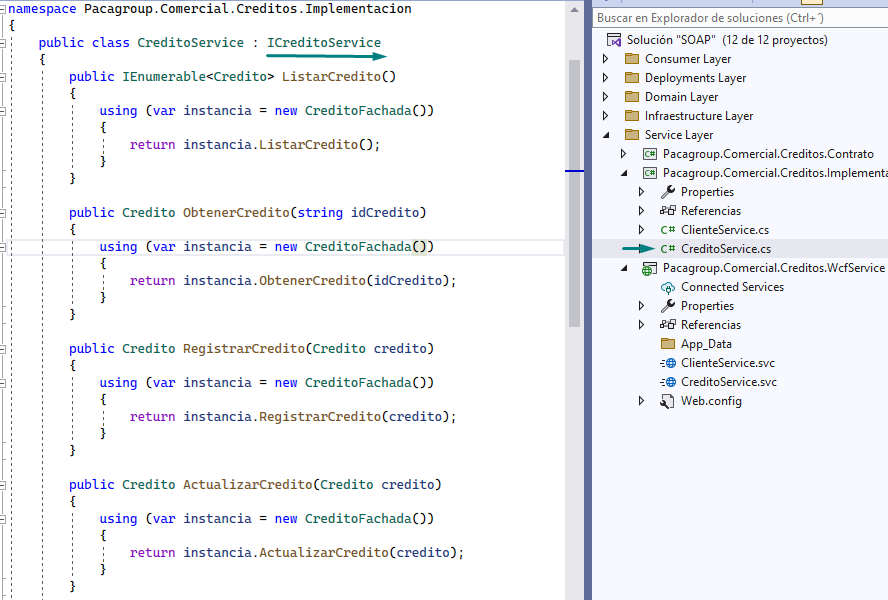 namespace Pacagroup.Comercial.Creditos.Implementacion
{
public class CreditoService : ICreditoService
{
public IEnumerable<Credito> ListarCredito()
{
using (var instancia = new CreditoFachada())
{
return instancia.ListarCredito();
}
}
public Credito ObtenerCredito(string idCredito)
{
using (var instancia = new CreditoFachada())
{
return instancia.ObtenerCredito(idCredito);
}
}
public Credito RegistrarCredito(Credito credito)
{
using (var instancia = new CreditoFachada())
{
return instancia.RegistrarCredito(credito);
}
}
public Credito ActualizarCredito(Credito credito)
{
using (var instancia = new CreditoFachada())
{
return instancia.ActualizarCredito(credito);
}
}
Buscar en Explorador de soluciones (Ctrl+´)
Solución "SOAP" (12 de 12 proyectos)
Consumer Layer
Deployments Layer
Domain Layer
Infraestructure Layer
Service Layer
C# Pacagroup.Comercial.Creditos.Contrato
C# Pacagroup.Comercial.Creditos.Implementa
Properties
Referencias
C# ClienteService.cs
C# CreditoService.cs
Pacagroup.Comercial.Creditos.WcfService
Connected Services
Properties
Referencias
App_Data
ClienteService.svc
CreditoService.svc
Web.config